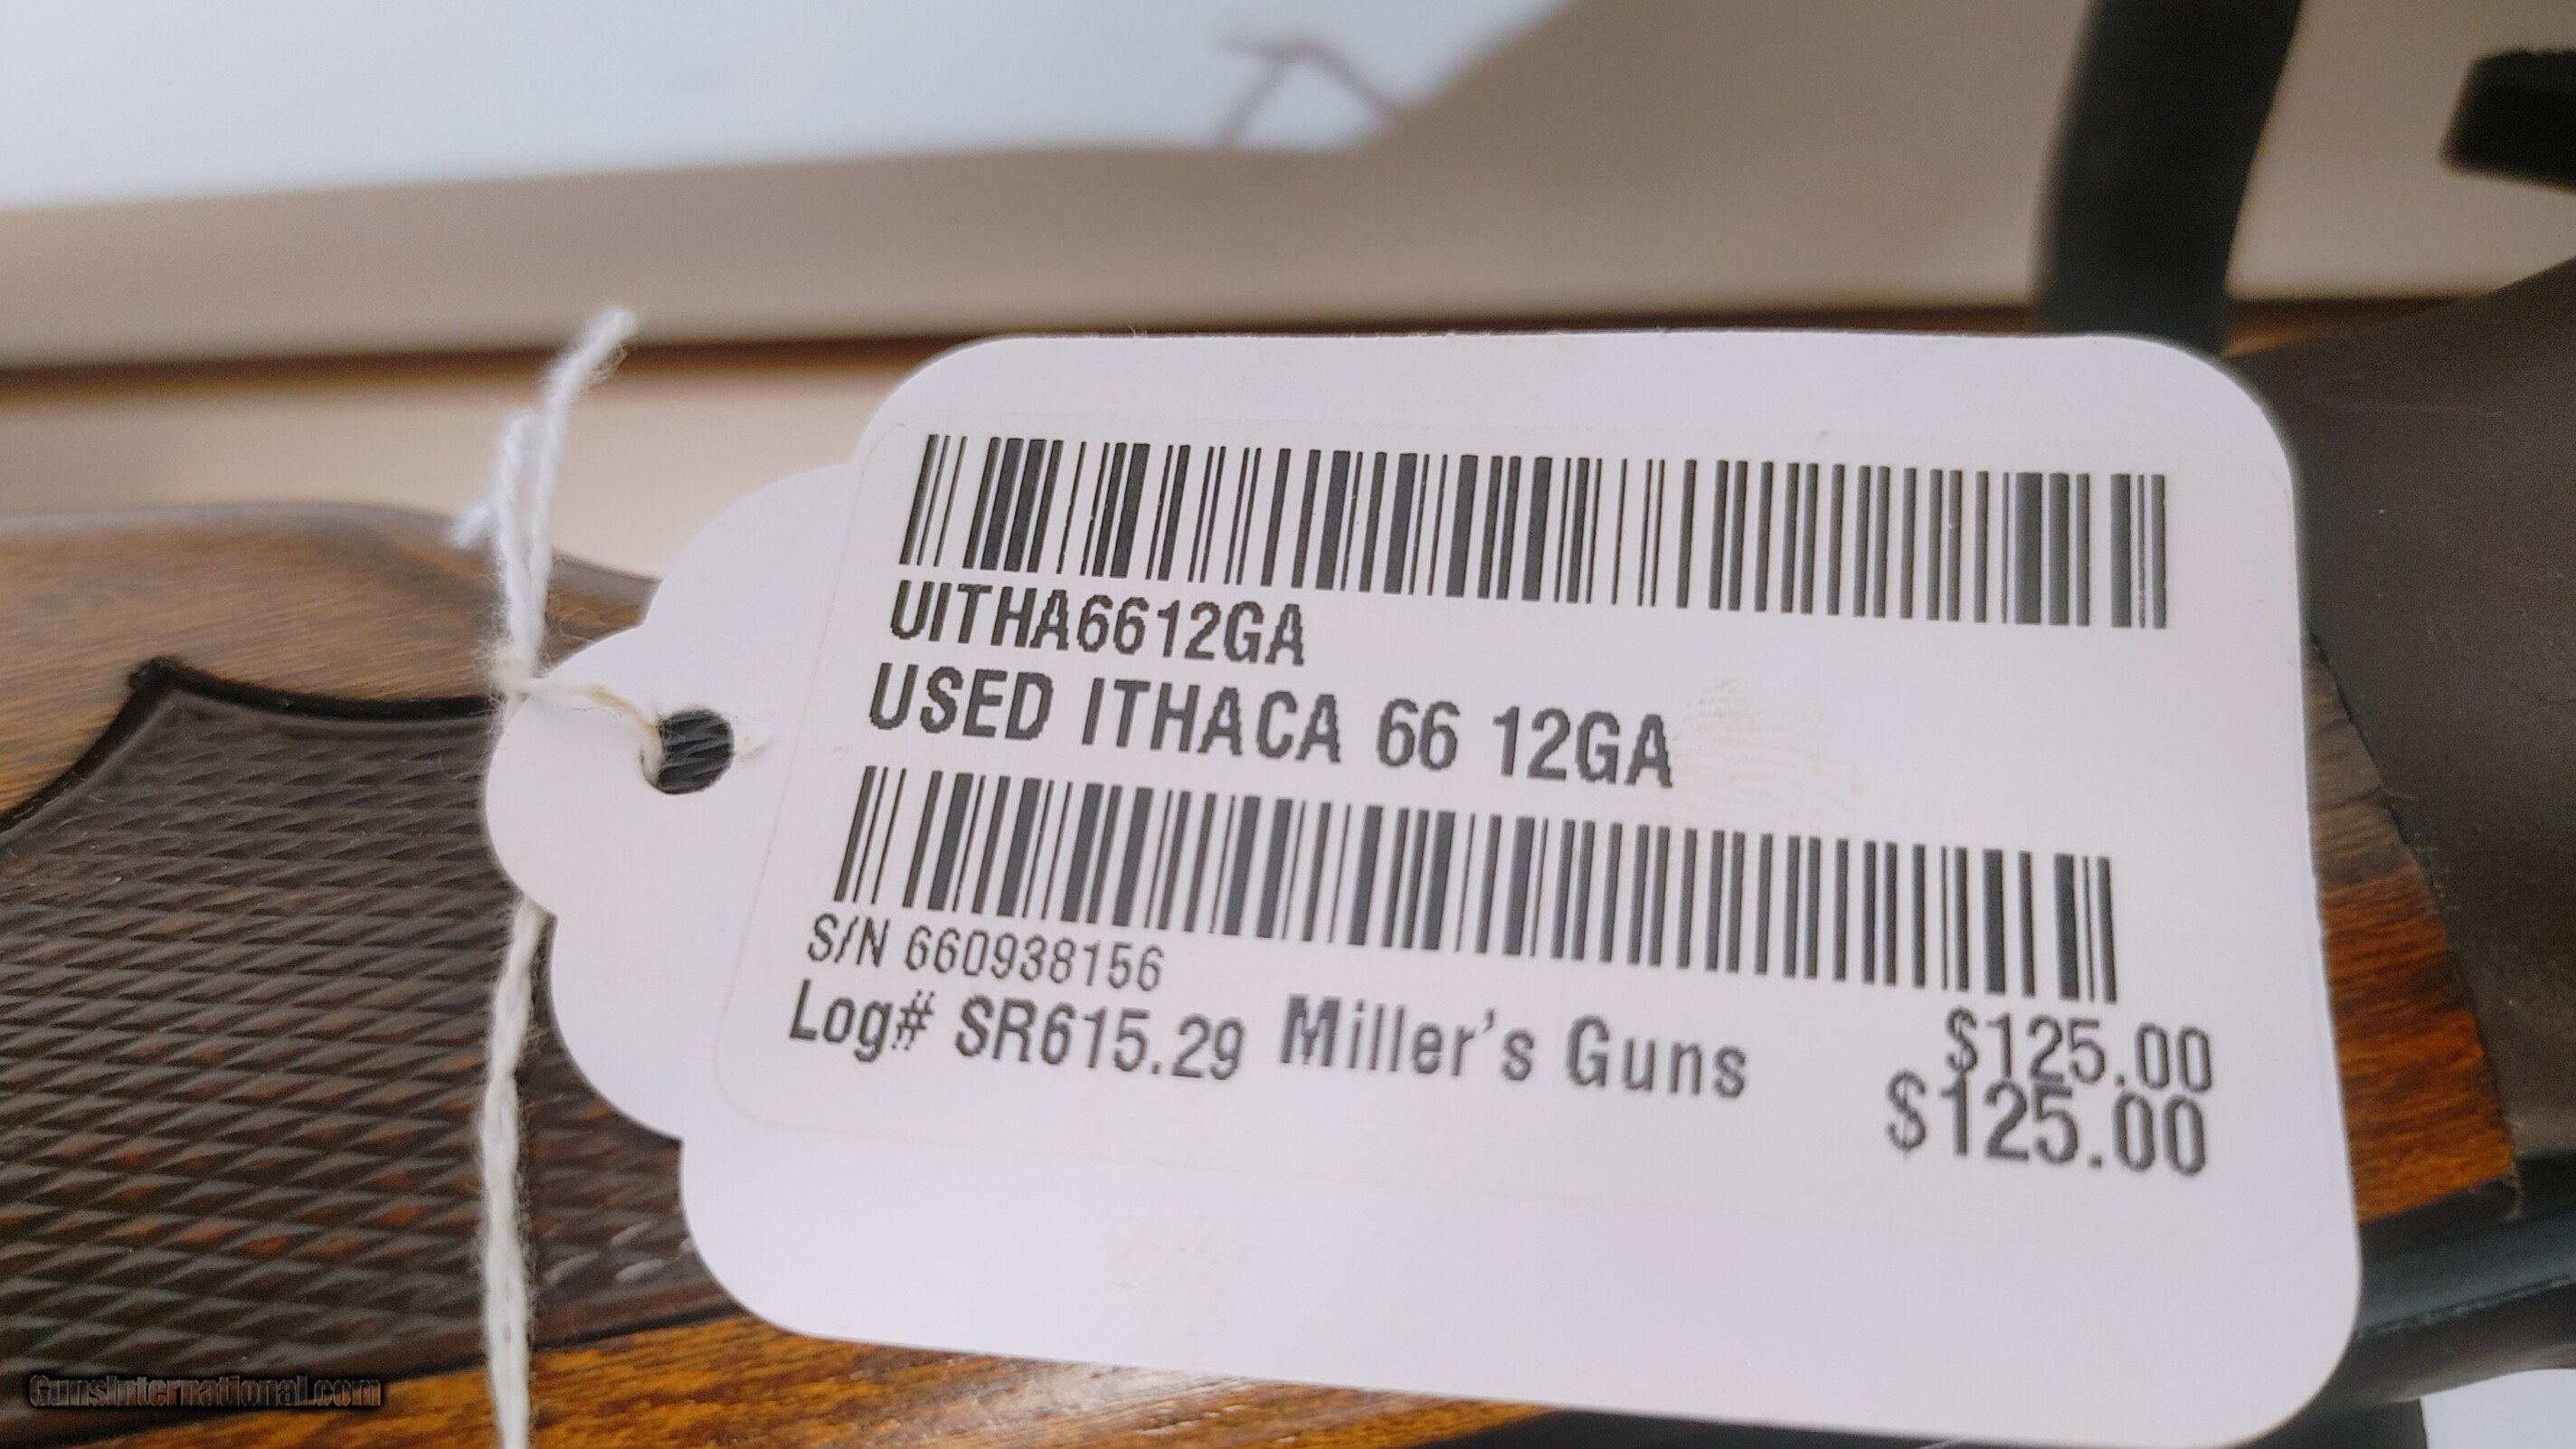 UITHA6612GA
USED ITHACA 66 12GA
S/N 660938156
Log# SR615.29 Miller's Guns $125.00
$125.00
GunsInternational.com